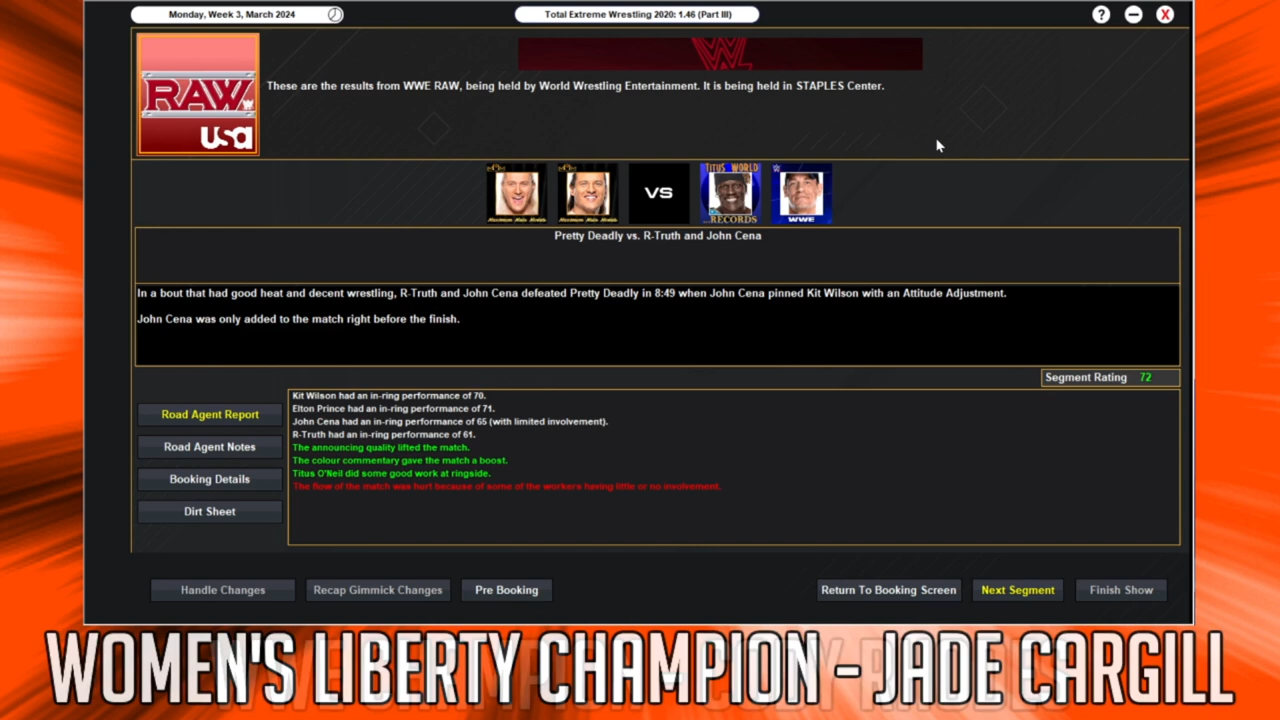 Monday, Week 3, March 2024
Total Extreme Wrestling 2020: 1.46 (Part III)
?
X
RAW
USA
These are the results from WWE RAW, being held by World Wrestling Entertainment. It is being held in STAPLES Center.
VS
TITUS WORLD
RECORDS
WWE
Pretty Deadly vs. R-Truth and John Cena
In a bout that had good heat and decent wrestling, R-Truth and John Cena defeated Pretty Deadly in 8:49 when John Cena pinned Kit Wilson with an Attitude Adjustment.
John Cena was only added to the match right before the finish.
Segment Rating 72
Road Agent Report
Road Agent Notes
Booking Details
Dirt Sheet
Kit Wilson had an in-ring performance of 70.
Elton Prince had an in-ring performance of 71.
John Cena had an in-ring performance of 65 (with limited involvement).
R-Truth had an in-ring performance of 61.
The announcing quality lifted the match.
The colour commentary gave the match a boost.
Titus O'Neil did some good work at ringside.
The flow of the match was hurt because of some of the workers having little or no involvement.
Handle Changes
Recap Gimmick Changes
Pre Booking
Return To Booking Screen
Next Segment
Finish Show
WOMEN'S LIBERTY CHAMPION - JADE CARGILL